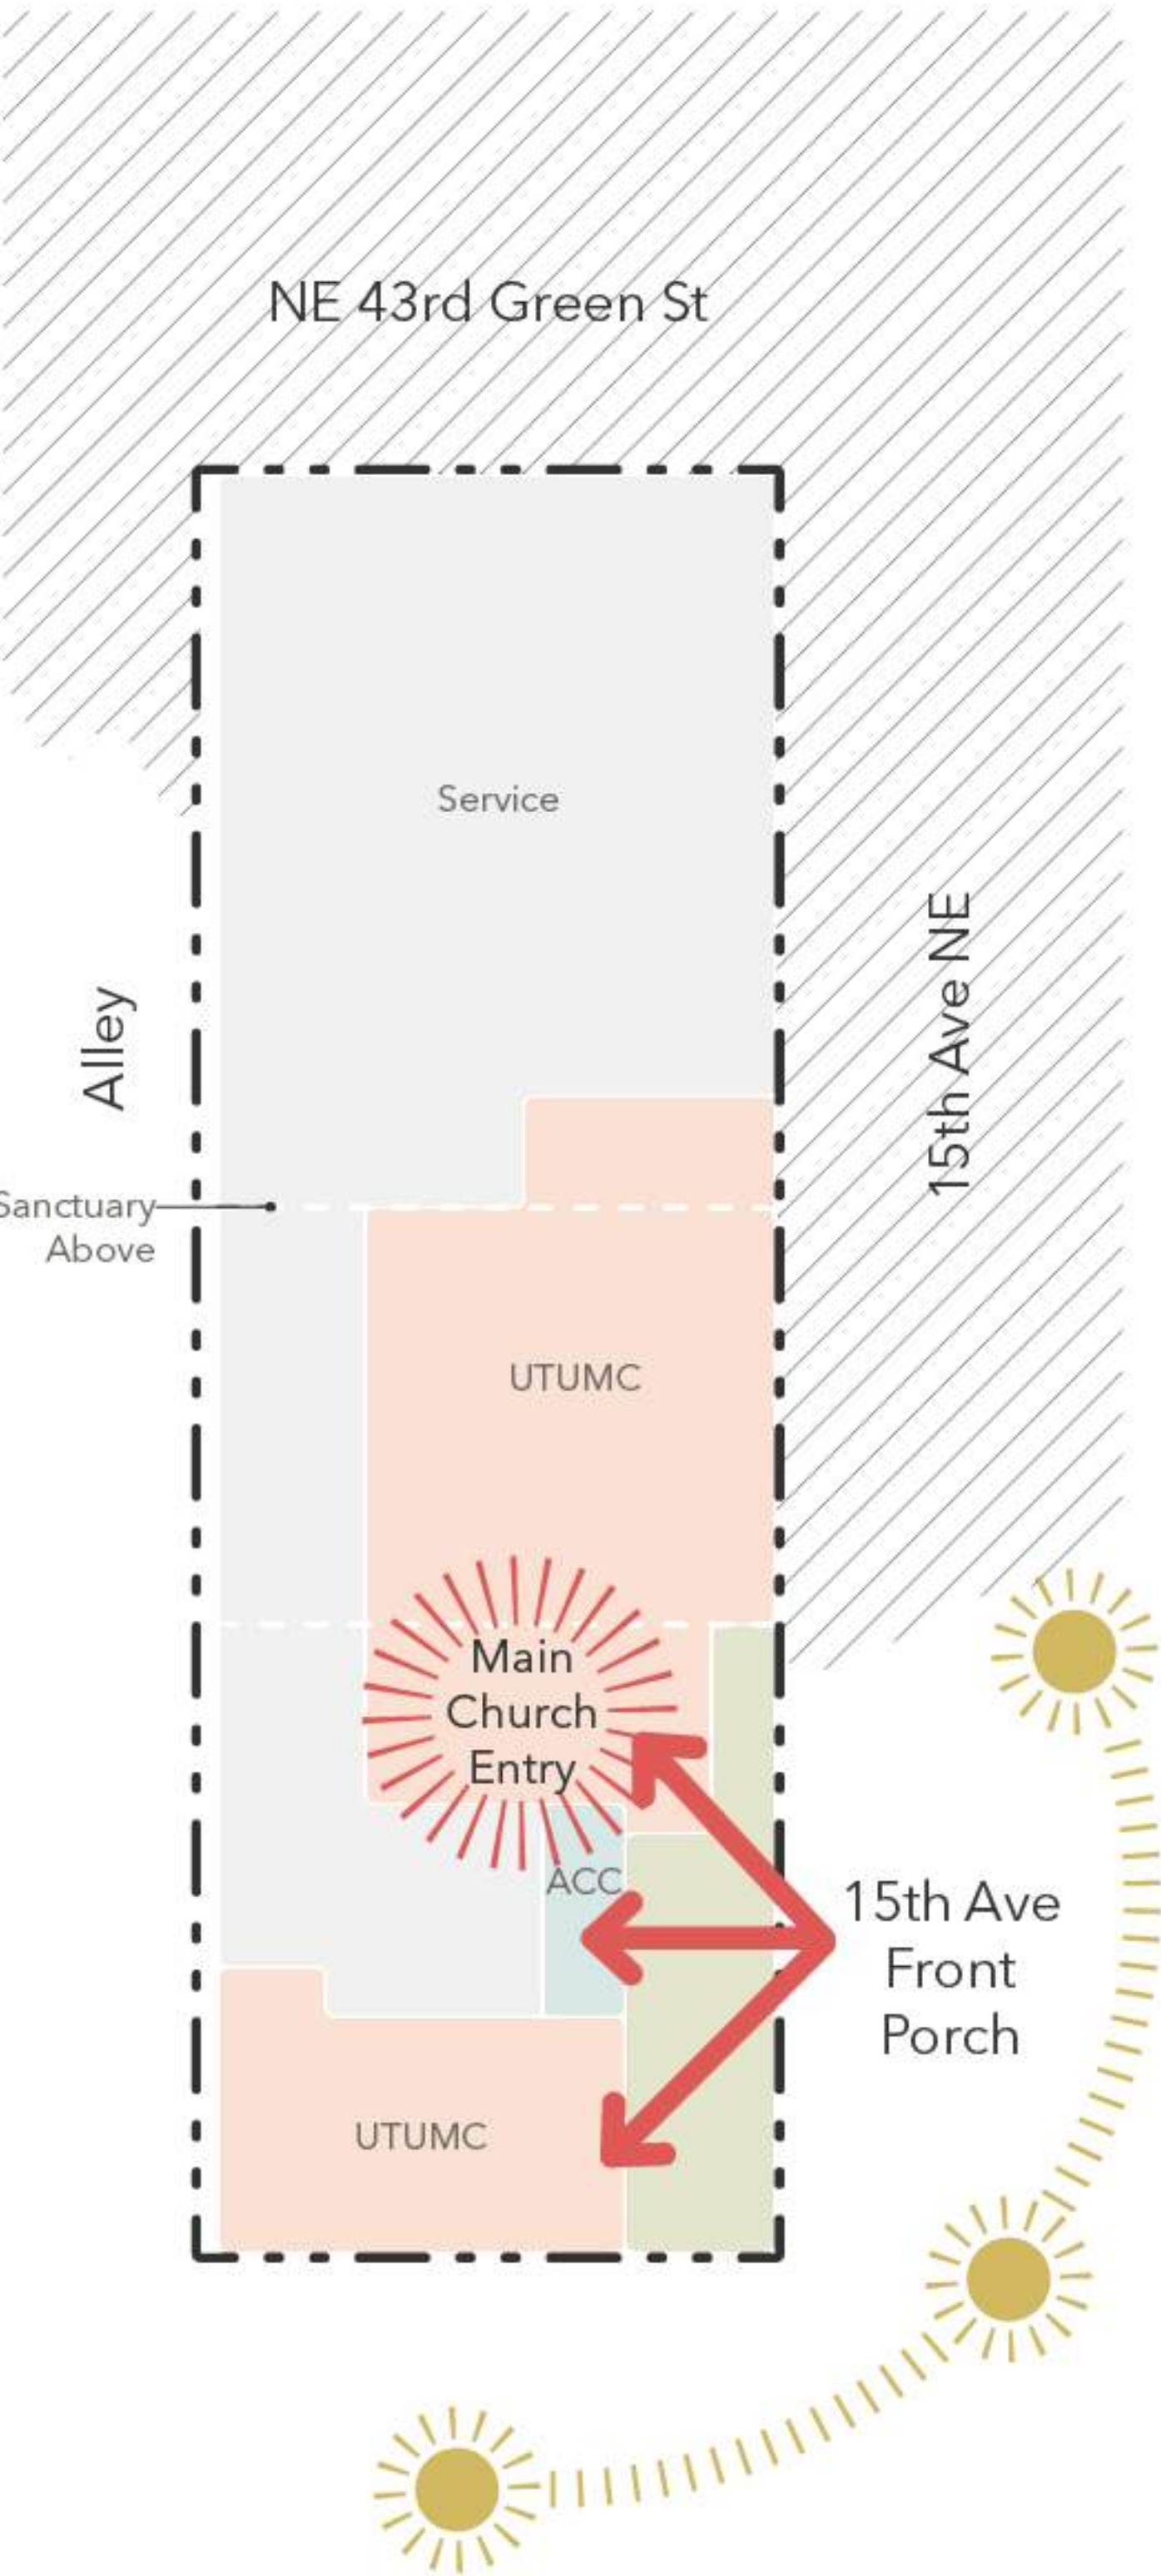 NE 43rd Green St
Service
Alley
15th Ave NE
Sanctuary
Above
UTUMC
Main
Church
Entry
ACC
15th Ave
Front
Porch
UTUMC